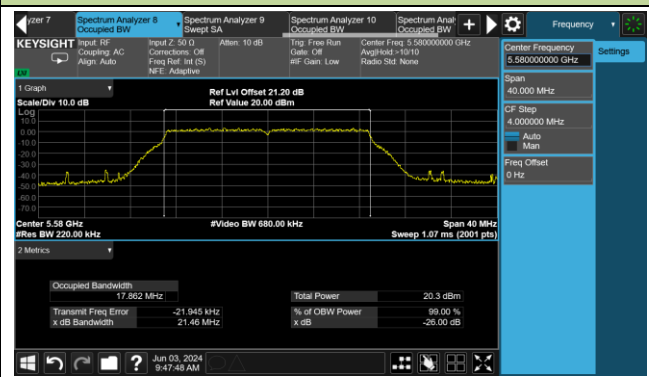 yzer 7
Spectrum Analyzer 8
Occupied BW
Spectrum Analyzer 9
Swept SA
Spectrum Analyzer 10
Occupied BW
Spectrum Anal
Occupied BW
Frequency
KEYSIGHT
Input: RF
Coupling: AC
Align: Auto
Input Z: 50 Ω
Corrections: Off
Freq Ref: Int (S)
NFE: Adaptive
Atten: 10 dB
Trig: Free Run
Gate: Off
#IF Gain: Low
Center Freq: 5.580000000 GHz
Avg|Hold:>10/10
Radio Std: None
Center Frequency
5.580000000 GHz
Settings
Span
40.000 MHz
CF Step
4.000000 MHz
Auto
Man
Freq Offset
0 Hz
1 Graph
Scale/Div 10.0 dB
Ref Lvl Offset 21.20 dB
Ref Value 20.00 dBm
Log
10.0
0.00
-10.0
-20.0
-30.0
-40.0
-50.0
-60.0
-70.0
Center 5.58 GHz
#Res BW 220.00 kHz
#Video BW 680.00 kHz
Span 40 MHz
Sweep 1.07 ms (2001 pts)
2 Metrics
Occupied Bandwidth
17.862 MHz
Total Power
20.3 dBm
Transmit Freq Error
-21.945 kHz
% of OBW Power
99.00 %
x dB Bandwidth
21.46 MHz
x dB
-26.00 dB
Jun 03, 2024
9:47:48 AM